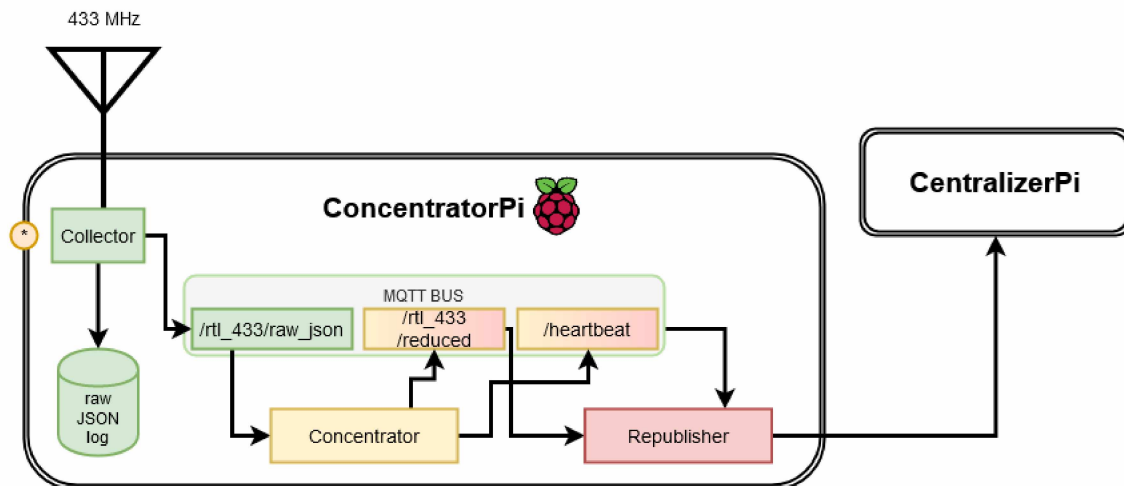 433 MHz
ConcentratorPi
CentralizerPi
*
Collector
MQTT BUS
/rtl_433/raw_json
/rtl_433
/reduced
/heartbeat
raw
JSON
log
Concentrator
Republisher